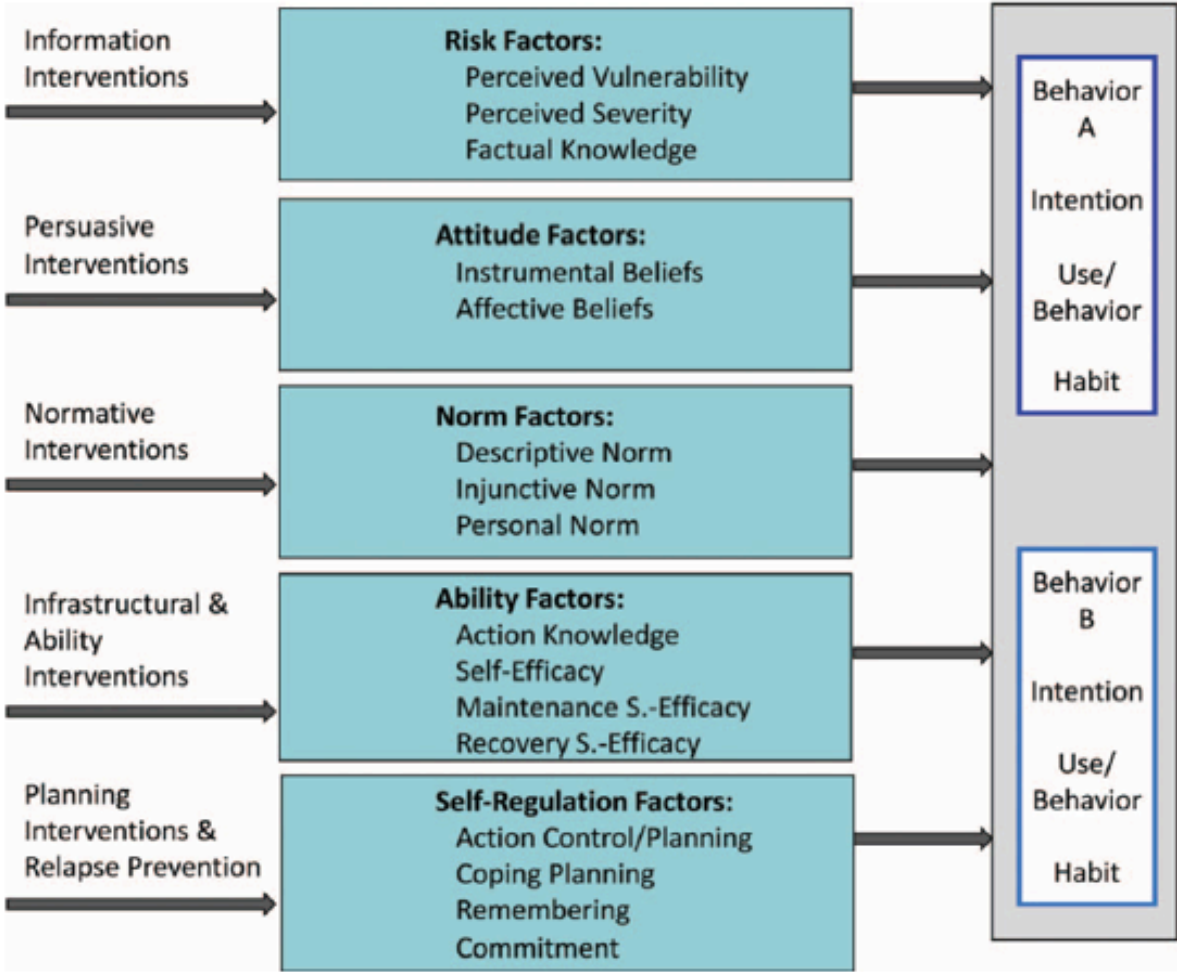 Information
Interventions
Risk Factors:
Perceived Vulnerability
Perceived Severity
Factual Knowledge
Persuasive
Interventions
Attitude Factors:
Instrumental Beliefs
Affective Beliefs
Normative
Interventions
Norm Factors:
Descriptive Norm
Injunctive Norm
Personal Norm
Infrastructural &
Ability
Interventions
Ability Factors:
Action Knowledge
Self-Efficacy
Maintenance S.-Efficacy
Recovery S.-Efficacy
Planning
Interventions &
Relapse Prevention
Self-Regulation Factors:
Action Control/Planning
Coping Planning
Remembering
Commitment
Behavior
A
Intention
Use/
Behavior
Habit
Behavior
B
Intention
Use/
Behavior
Habit